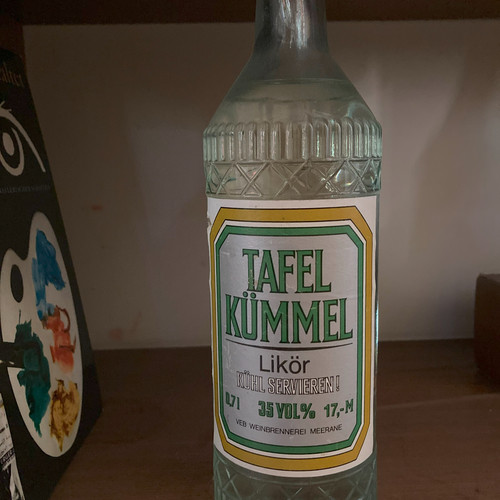 TAFEL
KÜMMEL
Likör
KÜHL SERVIEREN!
0,7l 35 VOL% 17,-M
VEB WEINBRENNEREI MEERANE